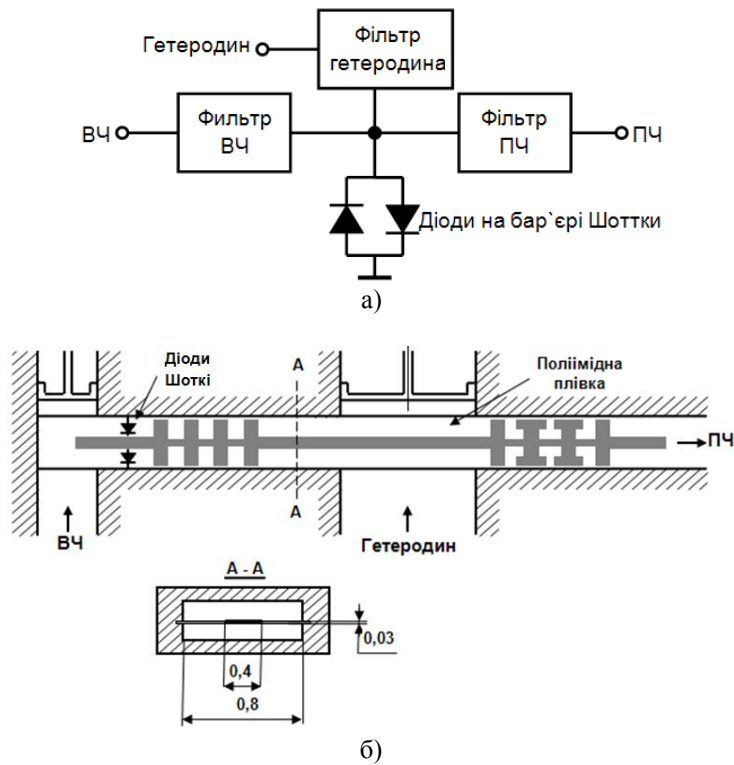 Гетеродин
Фільтр
гетеродина
ВЧ
Фильтр
ВЧ
Фільтр
ПЧ
ПЧ
Діоди на бар`єрі Шоттки
а)
Діоди
Шоткі
А
Поліімідна
плівка
ПЧ
А
ВЧ
Гетеродин
А - А
0,03
0,4
0,8
б)